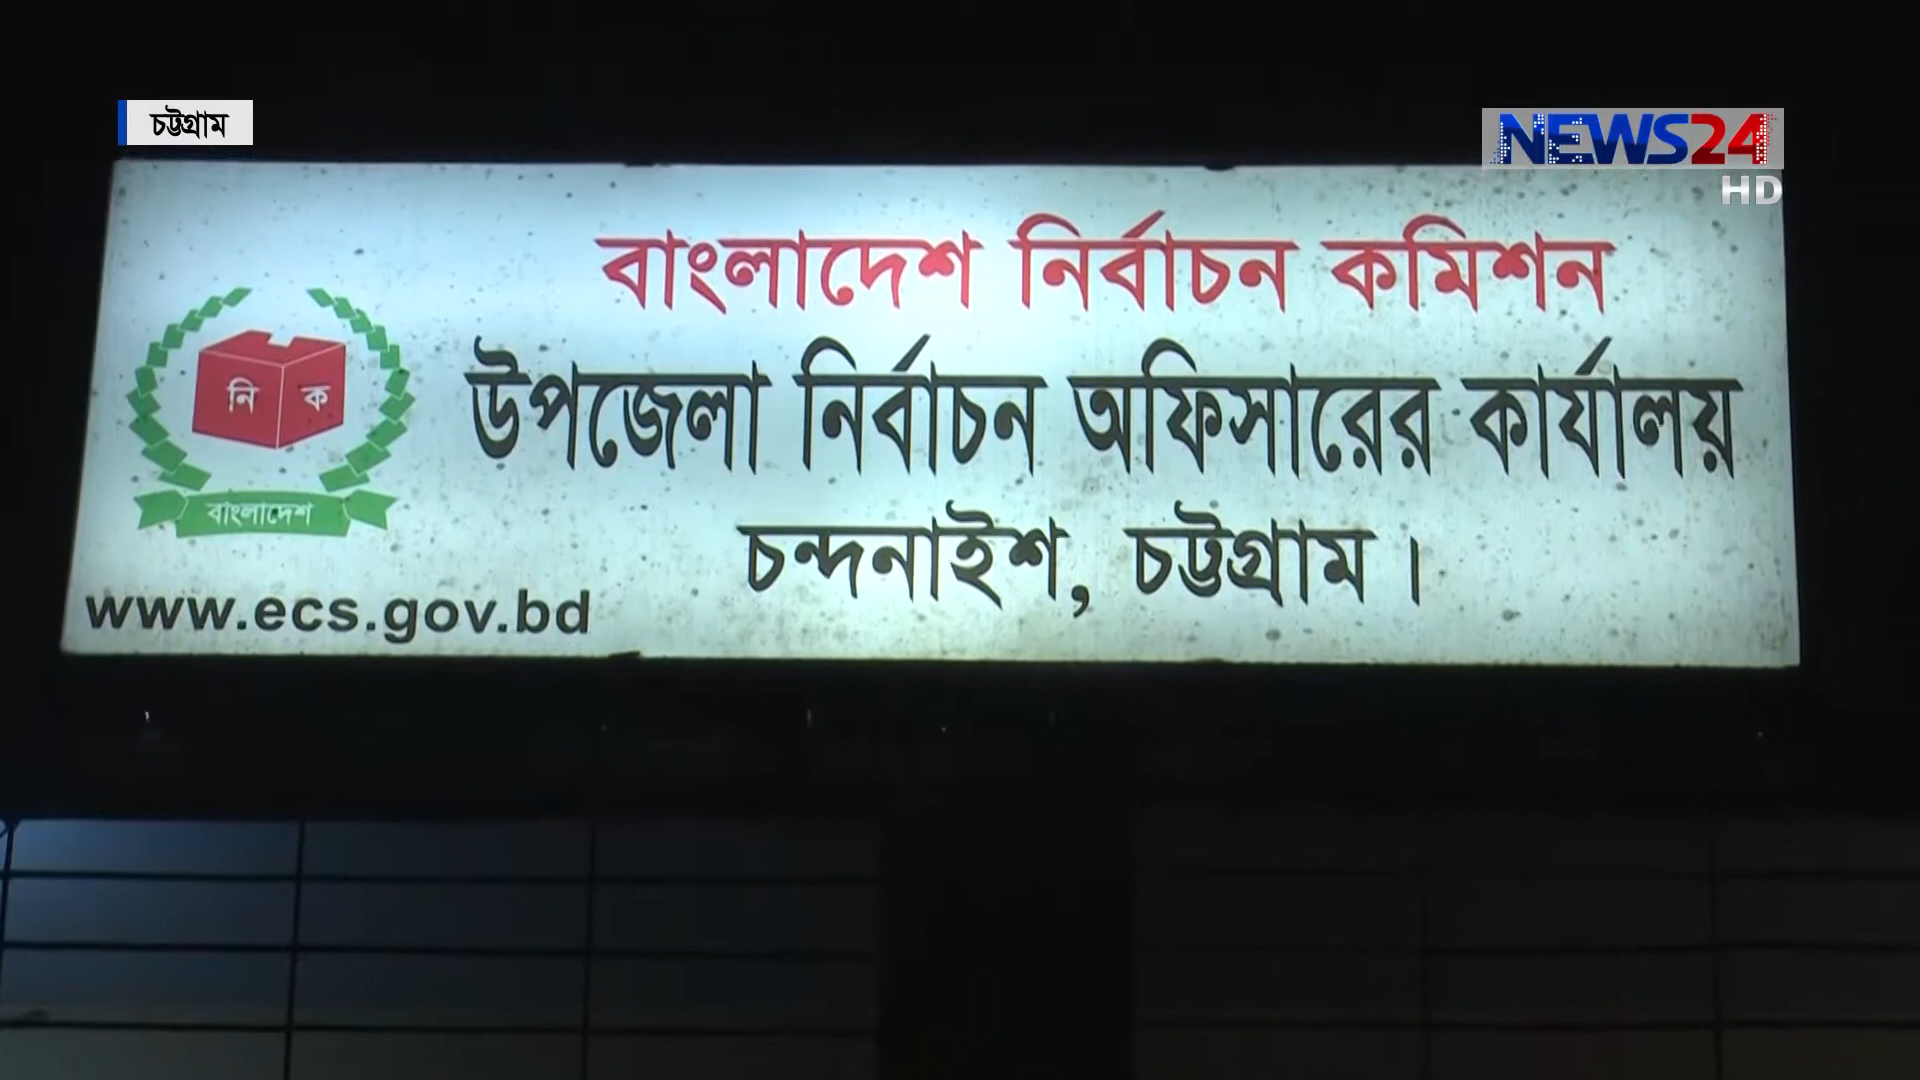 চট্টগ্রাম
NEWS24
HD
বাংলাদেশ নির্বাচন কমিশন
উপজেলা নির্বাচন অফিসারের কার্যালয়
চন্দনাইশ, চট্টগ্রাম।
নি ক
বাংলাদেশ
www.ecs.gov.bd